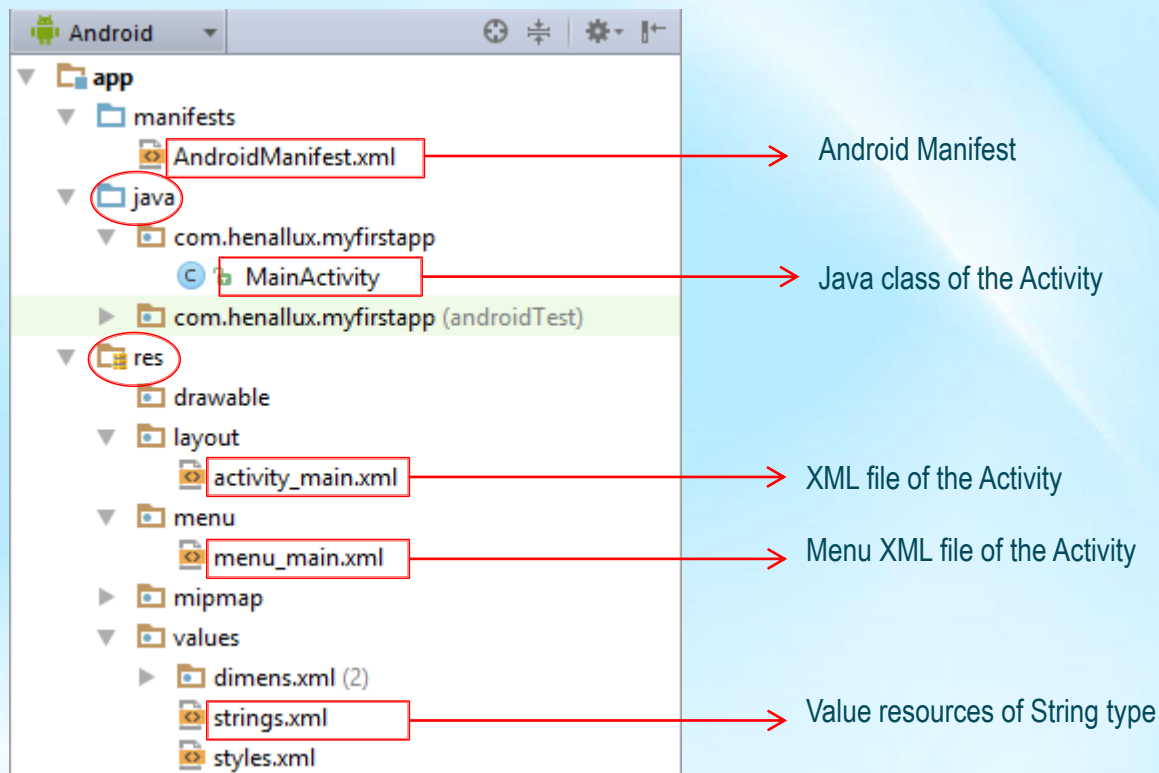 Android
app
manifests
AndroidManifest.xml
Android Manifest
java
com.henallux.myfirstapp
MainActivity
Java class of the Activity
com.henallux.myfirstapp (androidTest)
res
drawable
layout
activity_main.xml
XML file of the Activity
menu
menu_main.xml
Menu XML file of the Activity
mipmap
values
dimens.xml (2)
strings.xml
Value resources of String type
styles.xml